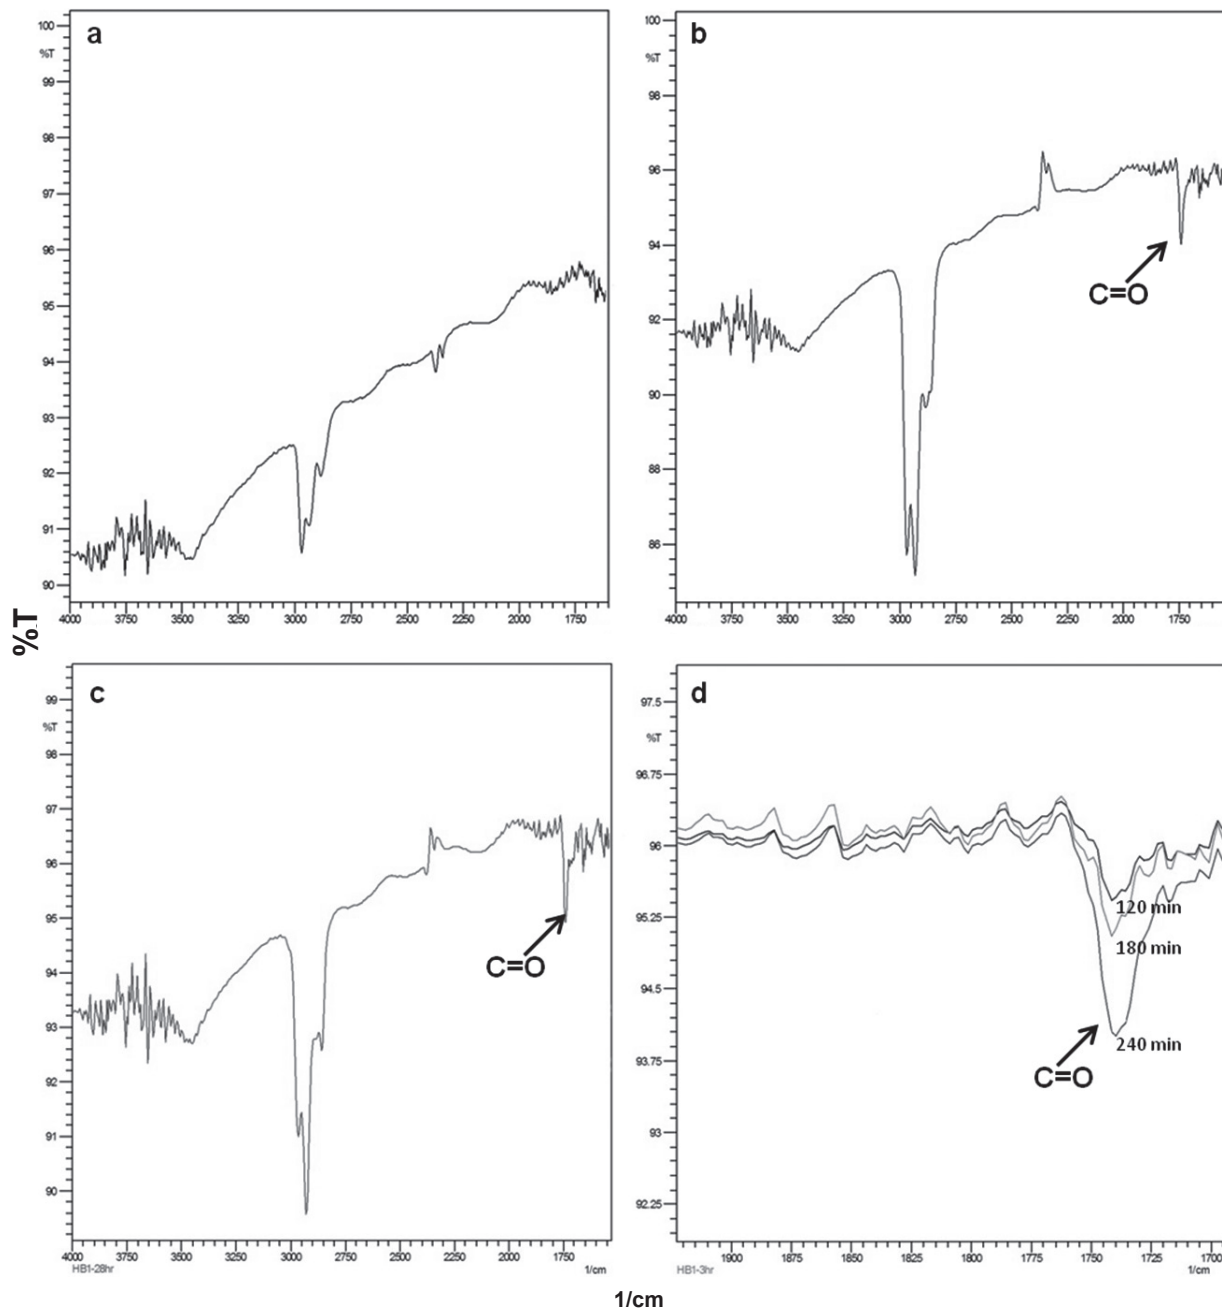 a
100
%T
99
98
97
96
95
94
93
92
91
90
4000 3750 3500 3250 3000 2750 2500 2250 2000 1750
b
100
%T
98
96
94
92
90
88
86
C=O
4000 3750 3500 3250 3000 2750 2500 2250 2000 1750
%T
c
99
%T
98
97
96
95
94
93
92
91
90
C=O
4000 3750 3500 3250 3000 2750 2500 2250 2000 1750
HB1-28hr 1/cm
d
97.5
%T
96.75
96
95.25
94.5
93.75
93
92.25
120 min
180 min
240 min
C=O
1900 1875 1850 1825 1800 1775 1750 1725 1700
HB1-3hr 1/cm
1/cm